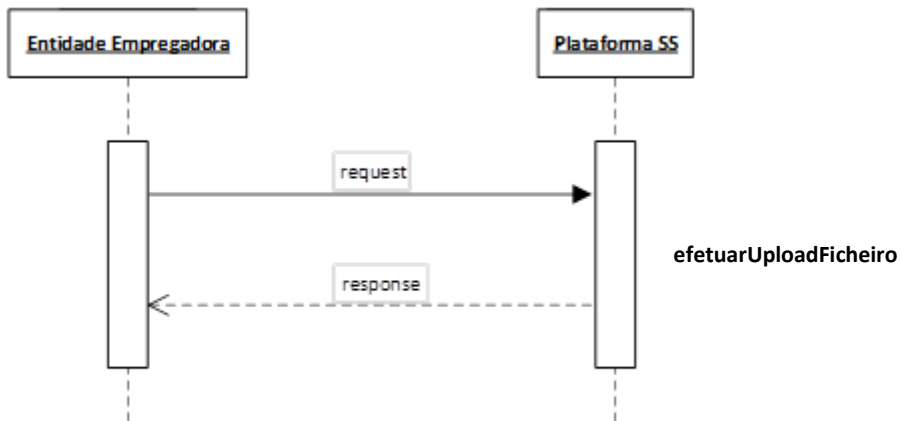 Entidade Empregadora
Plataforma SS
request
efetuarUploadFicheiro
response